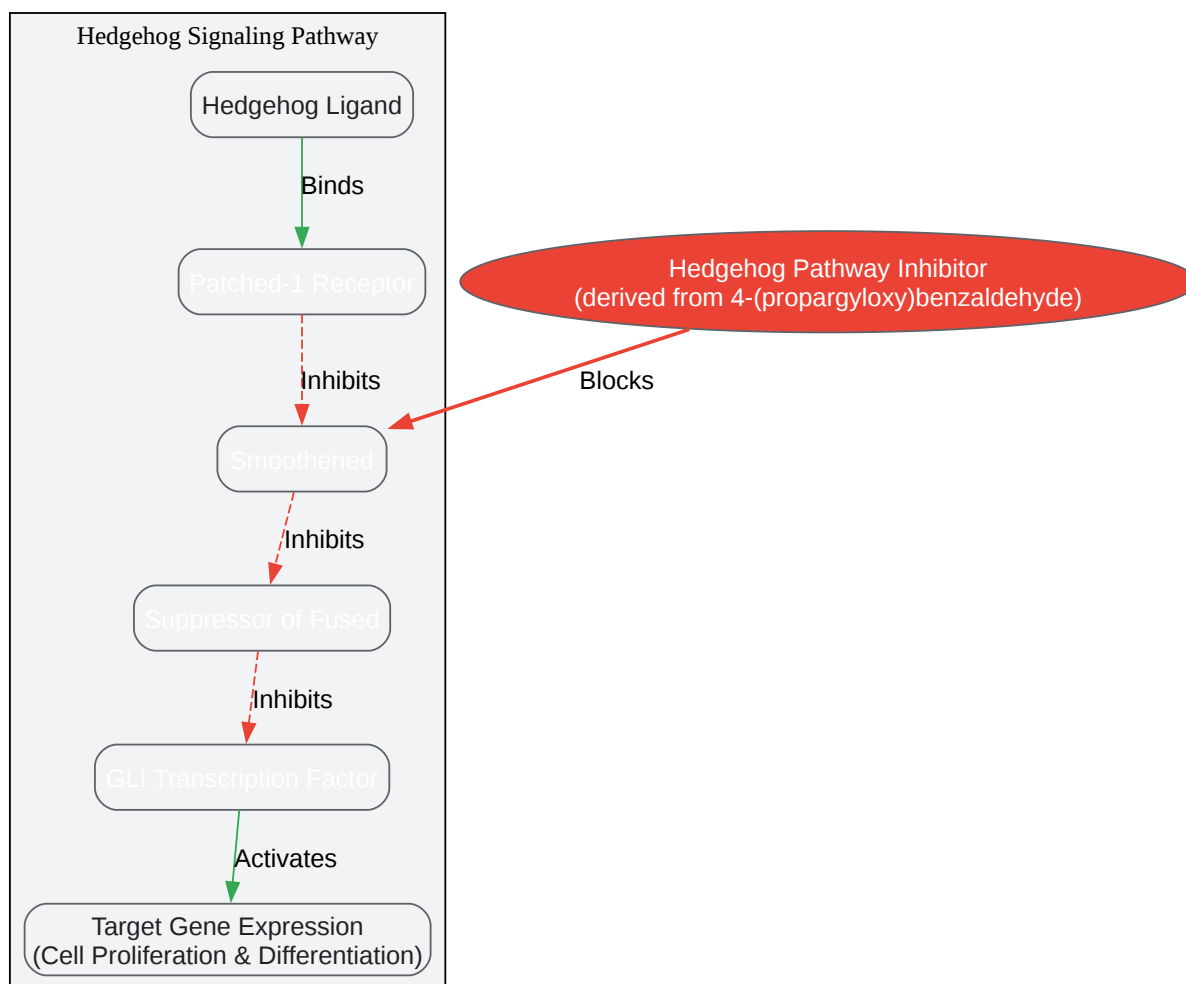 Hedgehog Signaling Pathway
Hedgehog Ligand
Binds
Patched-1 Receptor
Hedgehog Pathway Inhibitor
(derived from 4-(propargyloxy)benzaldehyde)
Inhibits
Blocks
Smoothened
Inhibits
Suppressor of Fused
Inhibits
GLI Transcription Factor
Activates
Target Gene Expression
(Cell Proliferation & Differentiation)